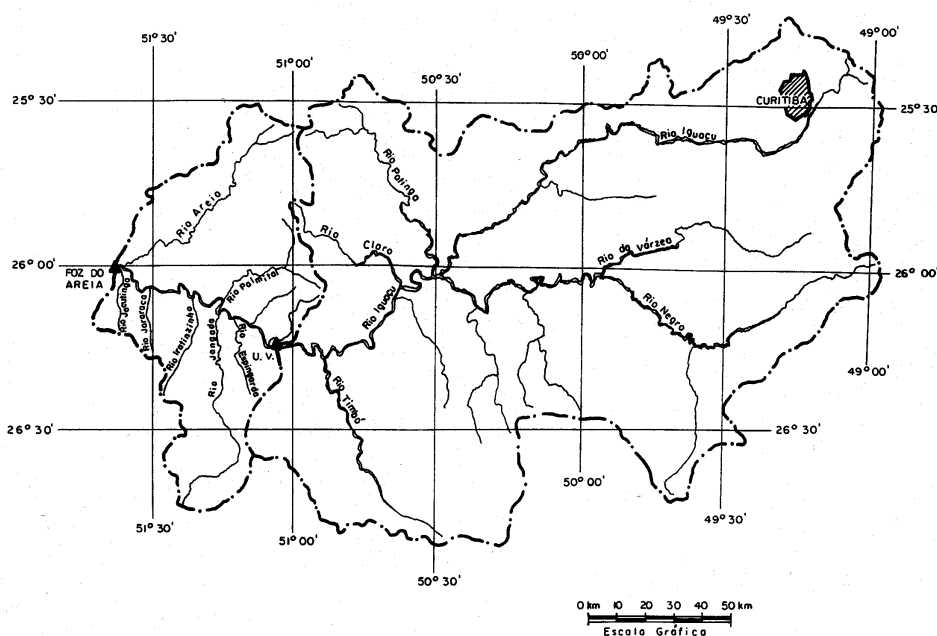 49° 30'
49° 00'
50° 00'
51° 30'
51° 00'
50° 30'
25° 30'
25° 30'
CURITIBA
Rio Iguaçu
Rio Potinga
Rio Areia
Rio Claro
Rio da Várzea
26° 00'
26° 00'
FOZ DO
AREIA
Rio Palmital
Rio Iguaçu
Rio Negro
Rio Jacutinga
Rio Jararaca
Rio Iratinzinho
Rio Jangada
Rio Espingarda
U. V.
Rio Timbó
49° 00'
26° 30'
26° 30'
50° 00'
49° 30'
51° 30'
51° 00'
50° 30'
0 km 10 20 30 40 50 km
Escala Gráfica